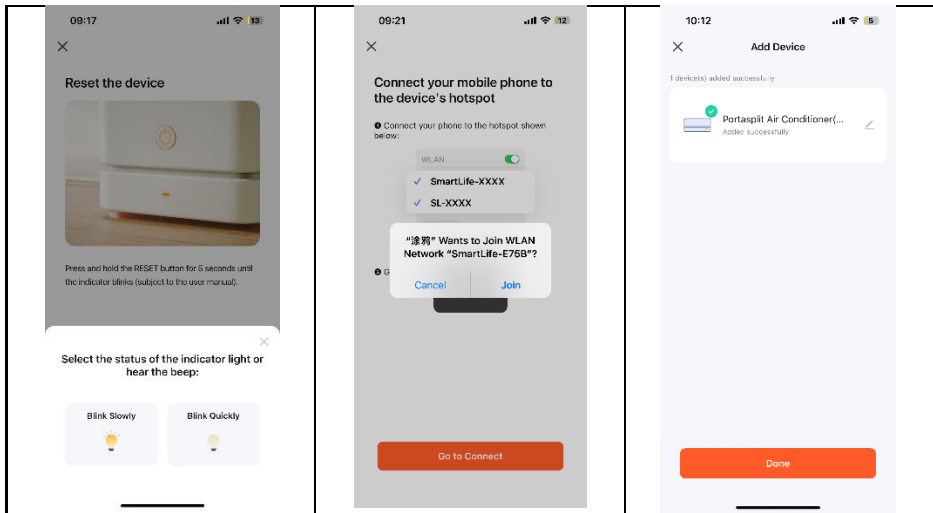 09:17
13
Reset the device
Press and hold the RESET button for 5 seconds until
the indicator blinks (subject to the user manual).
Select the status of the indicator light or
hear the beep:
Blink Slowly
Blink Quickly
09:21
12
Connect your mobile phone to
the device's hotspot
❶ Connect your phone to the hotspot shown
below:
WLAN
SmartLife-XXXX
SL-XXXX
"涂鸦" Wants to Join WLAN
Network "SmartLife-E75B"?
❷ G
Cancel
Join
Go to Connect
10:12
5
Add Device
1 device(s) added successfully
Portasplit Air Conditioner(...
Added successfully
Done